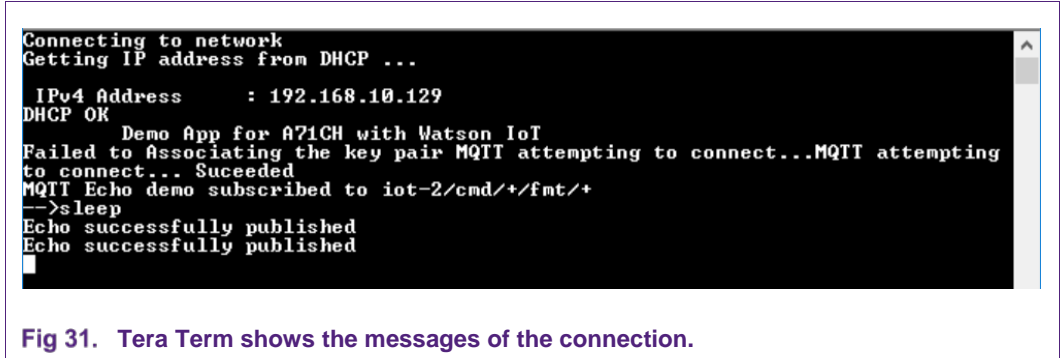 Connecting to network
Getting IP address from DHCP ...
IPv4 Address : 192.168.10.129
DHCP OK
Demo App for A71CH with Watson IoT
Failed to Associating the key pair MQTT attempting to connect...MQTT attempting
to connect... Suceeded
MQTT Echo demo subscribed to iot-2/cmd/+/fmt/+
-->sleep
Echo successfully published
Echo successfully published
Fig 31. Tera Term shows the messages of the connection.